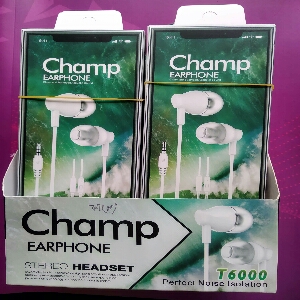 Champ
EARPHONE
Champ
EARPHONE
Champ
EARPHONE
STEREO HEADSET
T6000
Perfect Noise Isolation